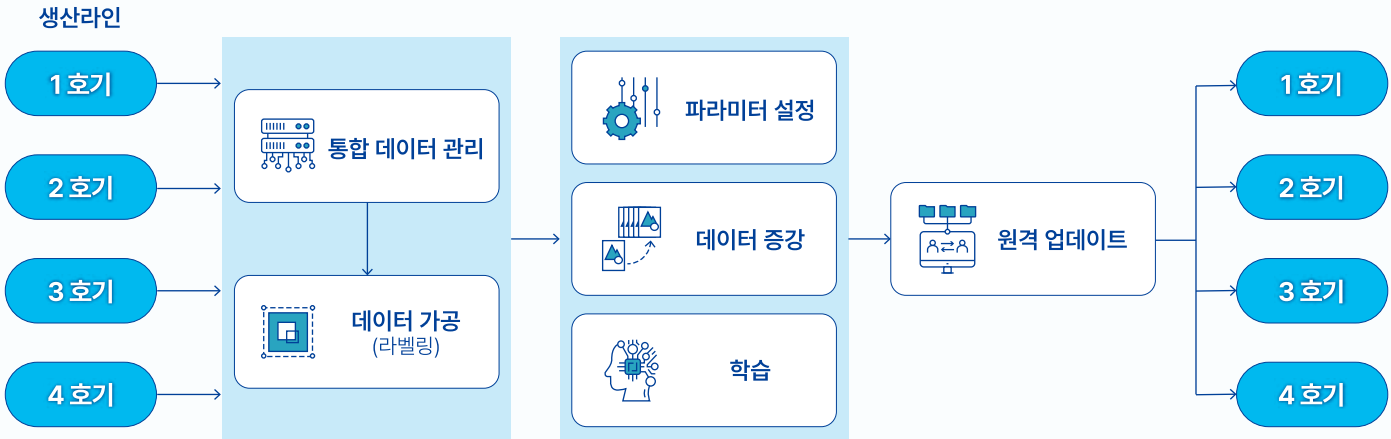 생산라인
1 호기
2 호기
3 호기
4 호기
통합 데이터 관리
데이터 가공
(라벨링)
파라미터 설정
데이터 증강
학습
원격 업데이트
1 호기
2 호기
3 호기
4 호기